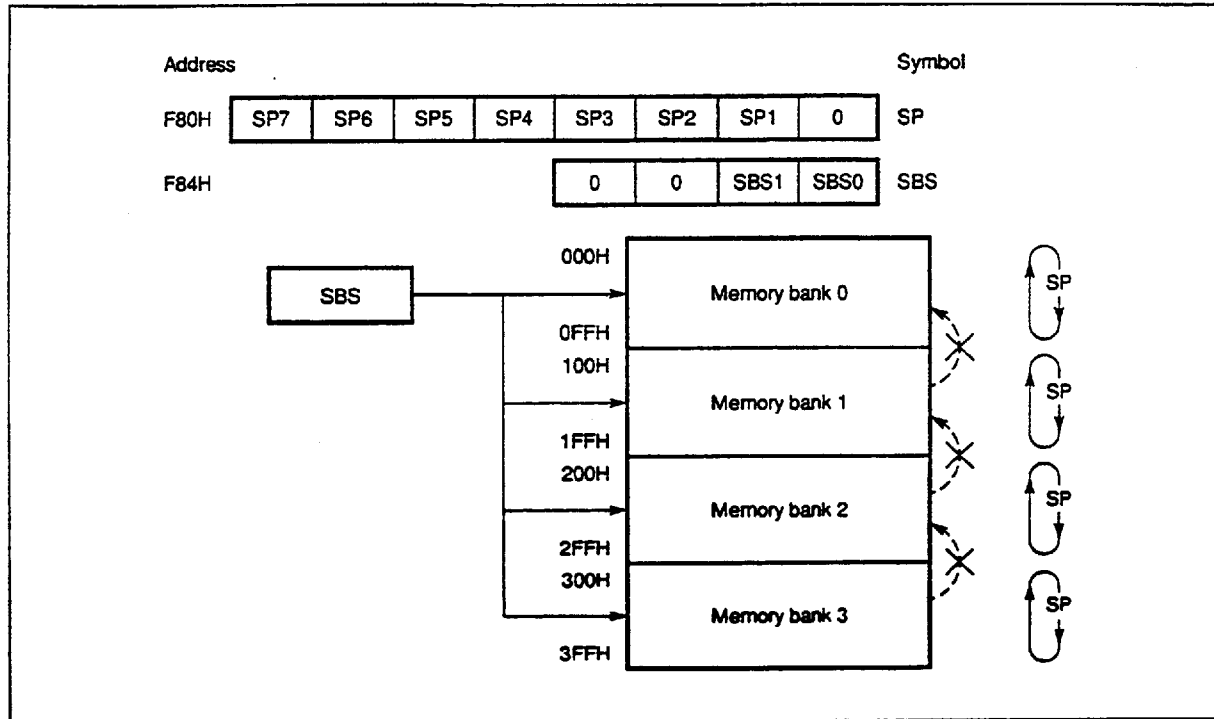 Address Symbol
F80H SP7 SP6 SP5 SP4 SP3 SP2 SP1 0 SP
F84H 0 0 SBS1 SBS0 SBS
SBS
000H
Memory bank 0
SP
0FFH
100H
Memory bank 1
SP
1FFH
200H
Memory bank 2
SP
2FFH
300H
Memory bank 3
SP
3FFH